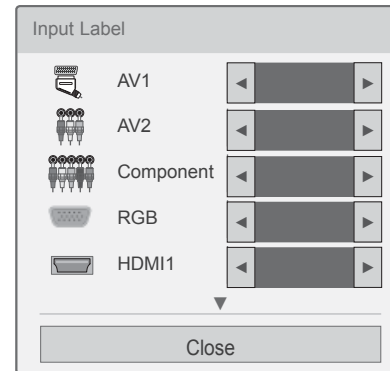 Input Label
AV1
AV2
Component
RGB
HDMI1
Close